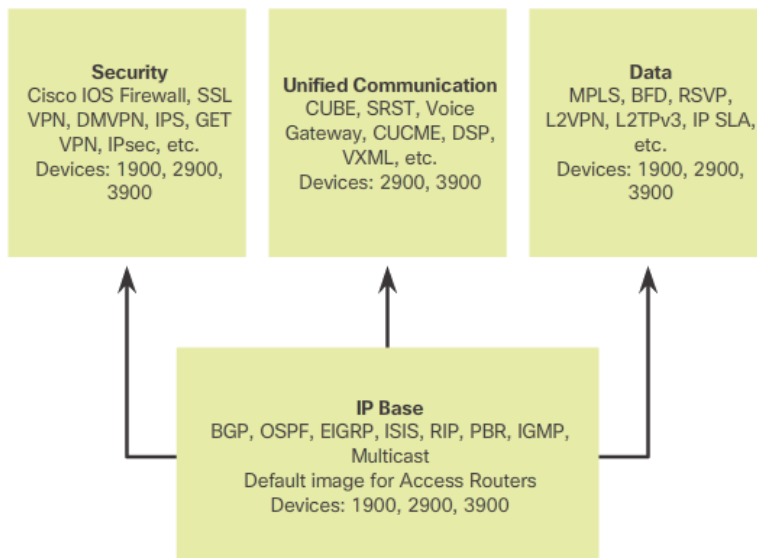 Security
Cisco IOS Firewall, SSL
VPN, DMVPN, IPS, GET
VPN, IPsec, etc.
Devices: 1900, 2900,
3900
Unified Communication
CUBE, SRST, Voice
Gateway, CUCME, DSP,
VXML, etc.
Devices: 2900, 3900
Data
MPLS, BFD, RSVP,
L2VPN, L2TPv3, IP SLA,
etc.
Devices: 1900, 2900,
3900
IP Base
BGP, OSPF, EIGRP, ISIS, RIP, PBR, IGMP,
Multicast
Default image for Access Routers
Devices: 1900, 2900, 3900